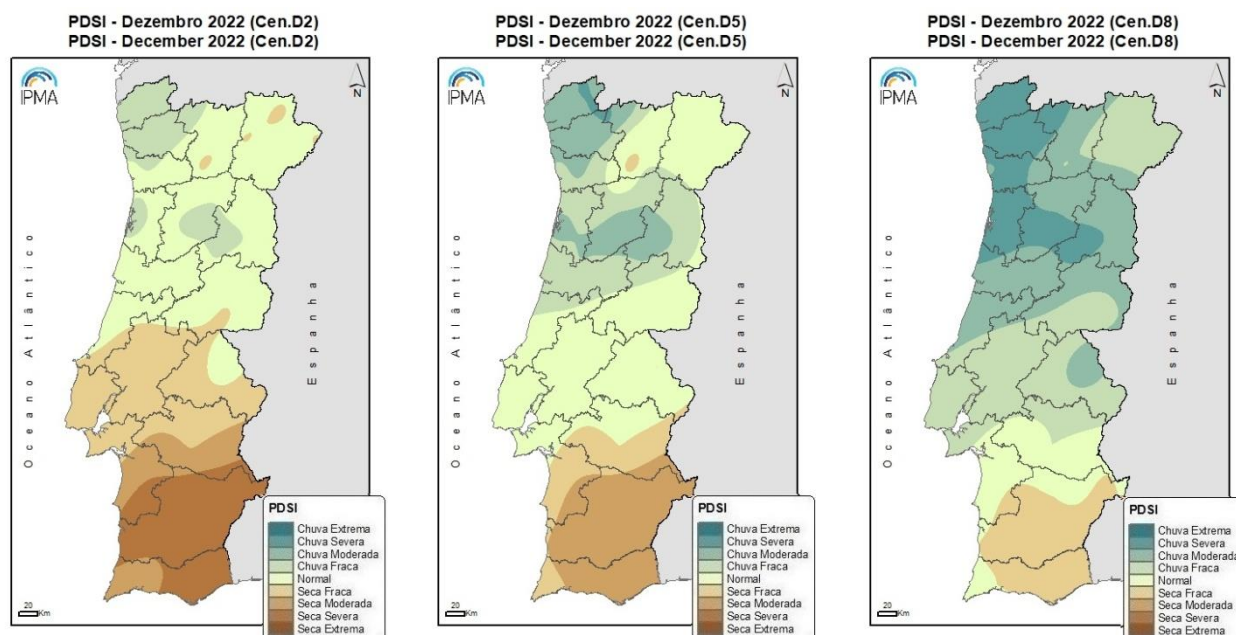 PDSI - Dezembro 2022 (Cen.D2)
PDSI - December 2022 (Cen.D2)
IPMA
N
Oceano Atlântico
Espanha
PDSI
Chuva Extrema
Chuva Severa
Chuva Moderada
Chuva Fraca
Normal
Seca Fraca
Seca Moderada
Seca Severa
Seca Extrema
20
Km
PDSI - Dezembro 2022 (Cen.D5)
PDSI - December 2022 (Cen.D5)
IPMA
N
Oceano Atlântico
Espanha
PDSI
Chuva Extrema
Chuva Severa
Chuva Moderada
Chuva Fraca
Normal
Seca Fraca
Seca Moderada
Seca Severa
Seca Extrema
20
Km
PDSI - Dezembro 2022 (Cen.D8)
PDSI - December 2022 (Cen.D8)
IPMA
N
Oceano Atlântico
Espanha
PDSI
Chuva Extrema
Chuva Severa
Chuva Moderada
Chuva Fraca
Normal
Seca Fraca
Seca Moderada
Seca Severa
Seca Extrema
20
Km